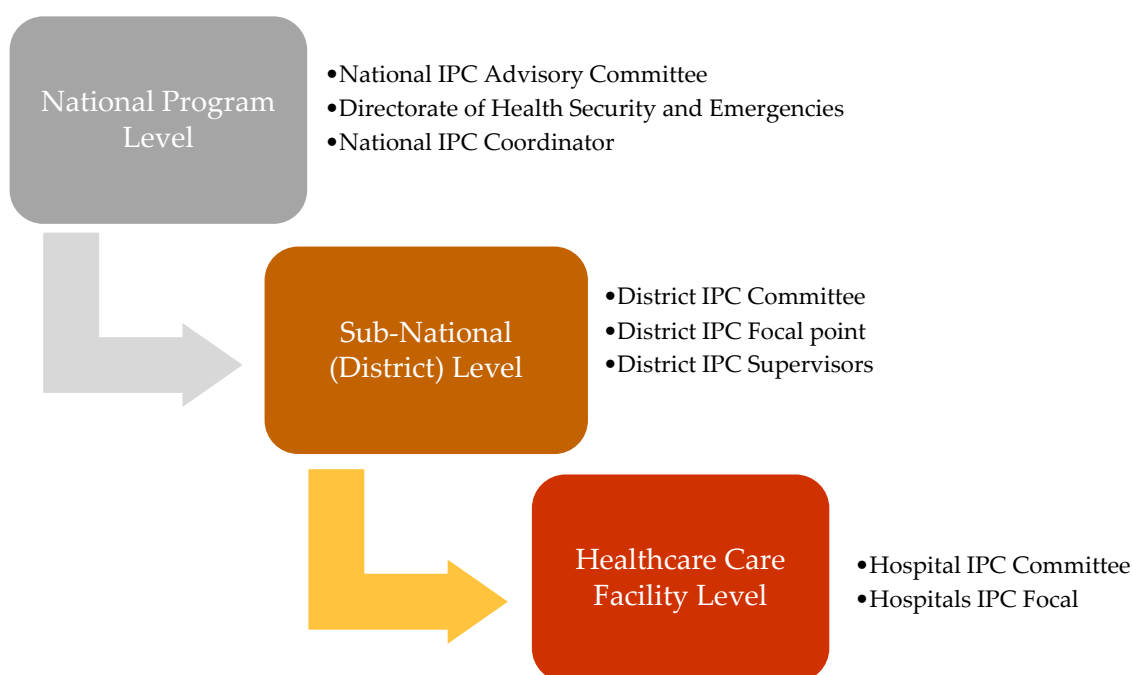 National Program
Level
•National IPC Advisory Committee
•Directorate of Health Security and Emergencies
•National IPC Coordinator
Sub-National
(District) Level
•District IPC Committee
•District IPC Focal point
•District IPC Supervisors
Healthcare Care
Facility Level
•Hospital IPC Committee
•Hospitals IPC Focal